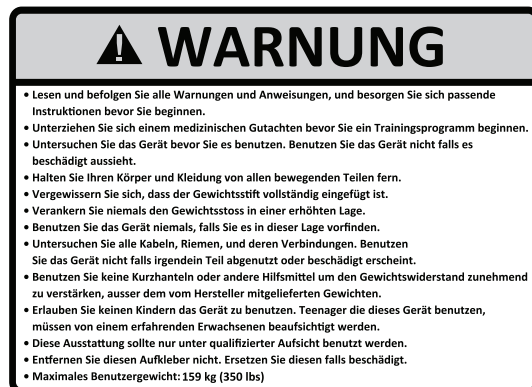 WARNUNG
• Lesen und befolgen Sie alle Warnungen und Anweisungen, und besorgen Sie sich passende
Instruktionen bevor Sie beginnen.
• Unterziehen Sie sich einem medizinischen Gutachten bevor Sie ein Trainingsprogramm beginnen.
• Untersuchen Sie das Gerät bevor Sie es benutzen. Benutzen Sie das Gerät nicht falls es
beschädigt aussieht.
• Halten Sie Ihren Körper und Kleidung von allen bewegenden Teilen fern.
• Vergewissern Sie sich, dass der Gewichtsstift vollständig eingefügt ist.
• Verankern Sie niemals den Gewichtsstoss in einer erhöhten Lage.
• Benutzen Sie das Gerät niemals, falls Sie es in dieser Lage vorfinden.
• Untersuchen Sie alle Kabeln, Riemen, und deren Verbindungen. Benutzen
Sie das Gerät nicht falls irgendein Teil abgenutzt oder beschädigt erscheint.
• Benutzen Sie keine Kurzhanteln oder andere Hilfsmittel um den Gewichtswiderstand zunehmend
zu verstärken, ausser dem vom Hersteller mitgelieferten Gewichten.
• Erlauben Sie keinen Kindern das Gerät zu benutzen. Teenager die dieses Gerät benutzen,
müssen von einem erfahrenden Erwachsenen beaufsichtigt werden.
• Diese Ausstattung sollte nur unter qualifizierter Aufsicht benutzt werden.
• Entfernen Sie diesen Aufkleber nicht. Ersetzen Sie diesen falls beschädigt.
• Maximales Benutzergewicht: 159 kg (350 lbs)